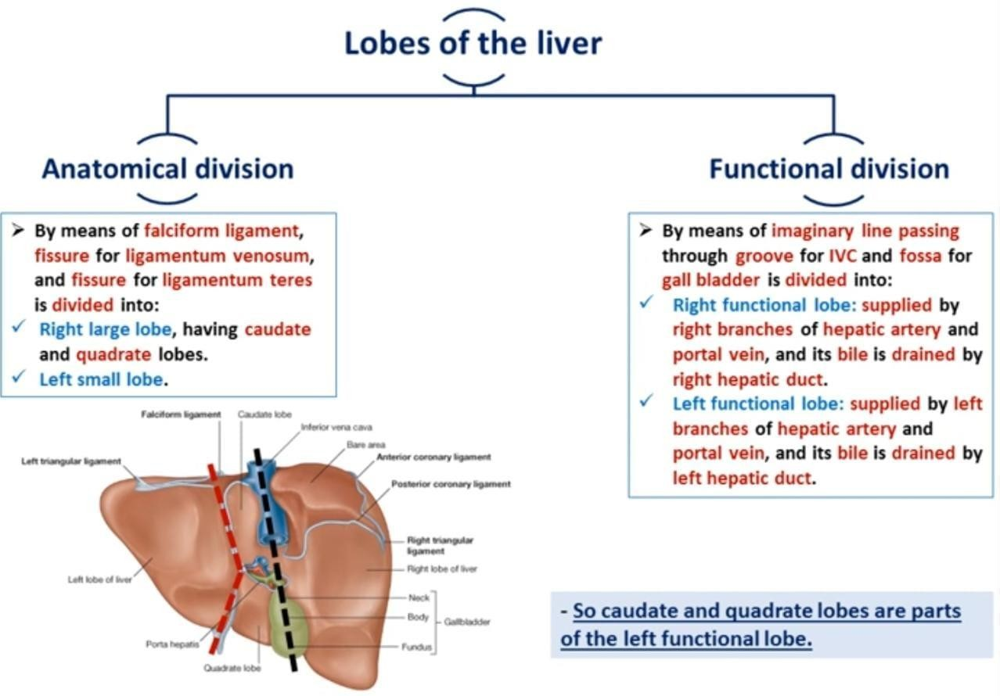 Lobes of the liver
Anatomical division
➢ By means of falciform ligament,
fissure for ligamentum venosum,
and fissure for ligamentum teres
is divided into:
✓ Right large lobe, having caudate
and quadrate lobes.
✓ Left small lobe.
Functional division
➢ By means of imaginary line passing
through groove for IVC and fossa for
gall bladder is divided into:
✓ Right functional lobe: supplied by
right branches of hepatic artery and
portal vein, and its bile is drained by
right hepatic duct.
✓ Left functional lobe: supplied by left
branches of hepatic artery and
portal vein, and its bile is drained by
left hepatic duct.
Falciform ligament
Caudate lobe
Inferior vena cava
Bare area
Anterior coronary ligament
Left triangular ligament
Posterior coronary ligament
Right triangular
ligament
Right lobe of liver
Left lobe of liver
Neck
Body
Gallbladder
Fundus
Porta hepatis
Quadrate lobe
- So caudate and quadrate lobes are parts
of the left functional lobe.